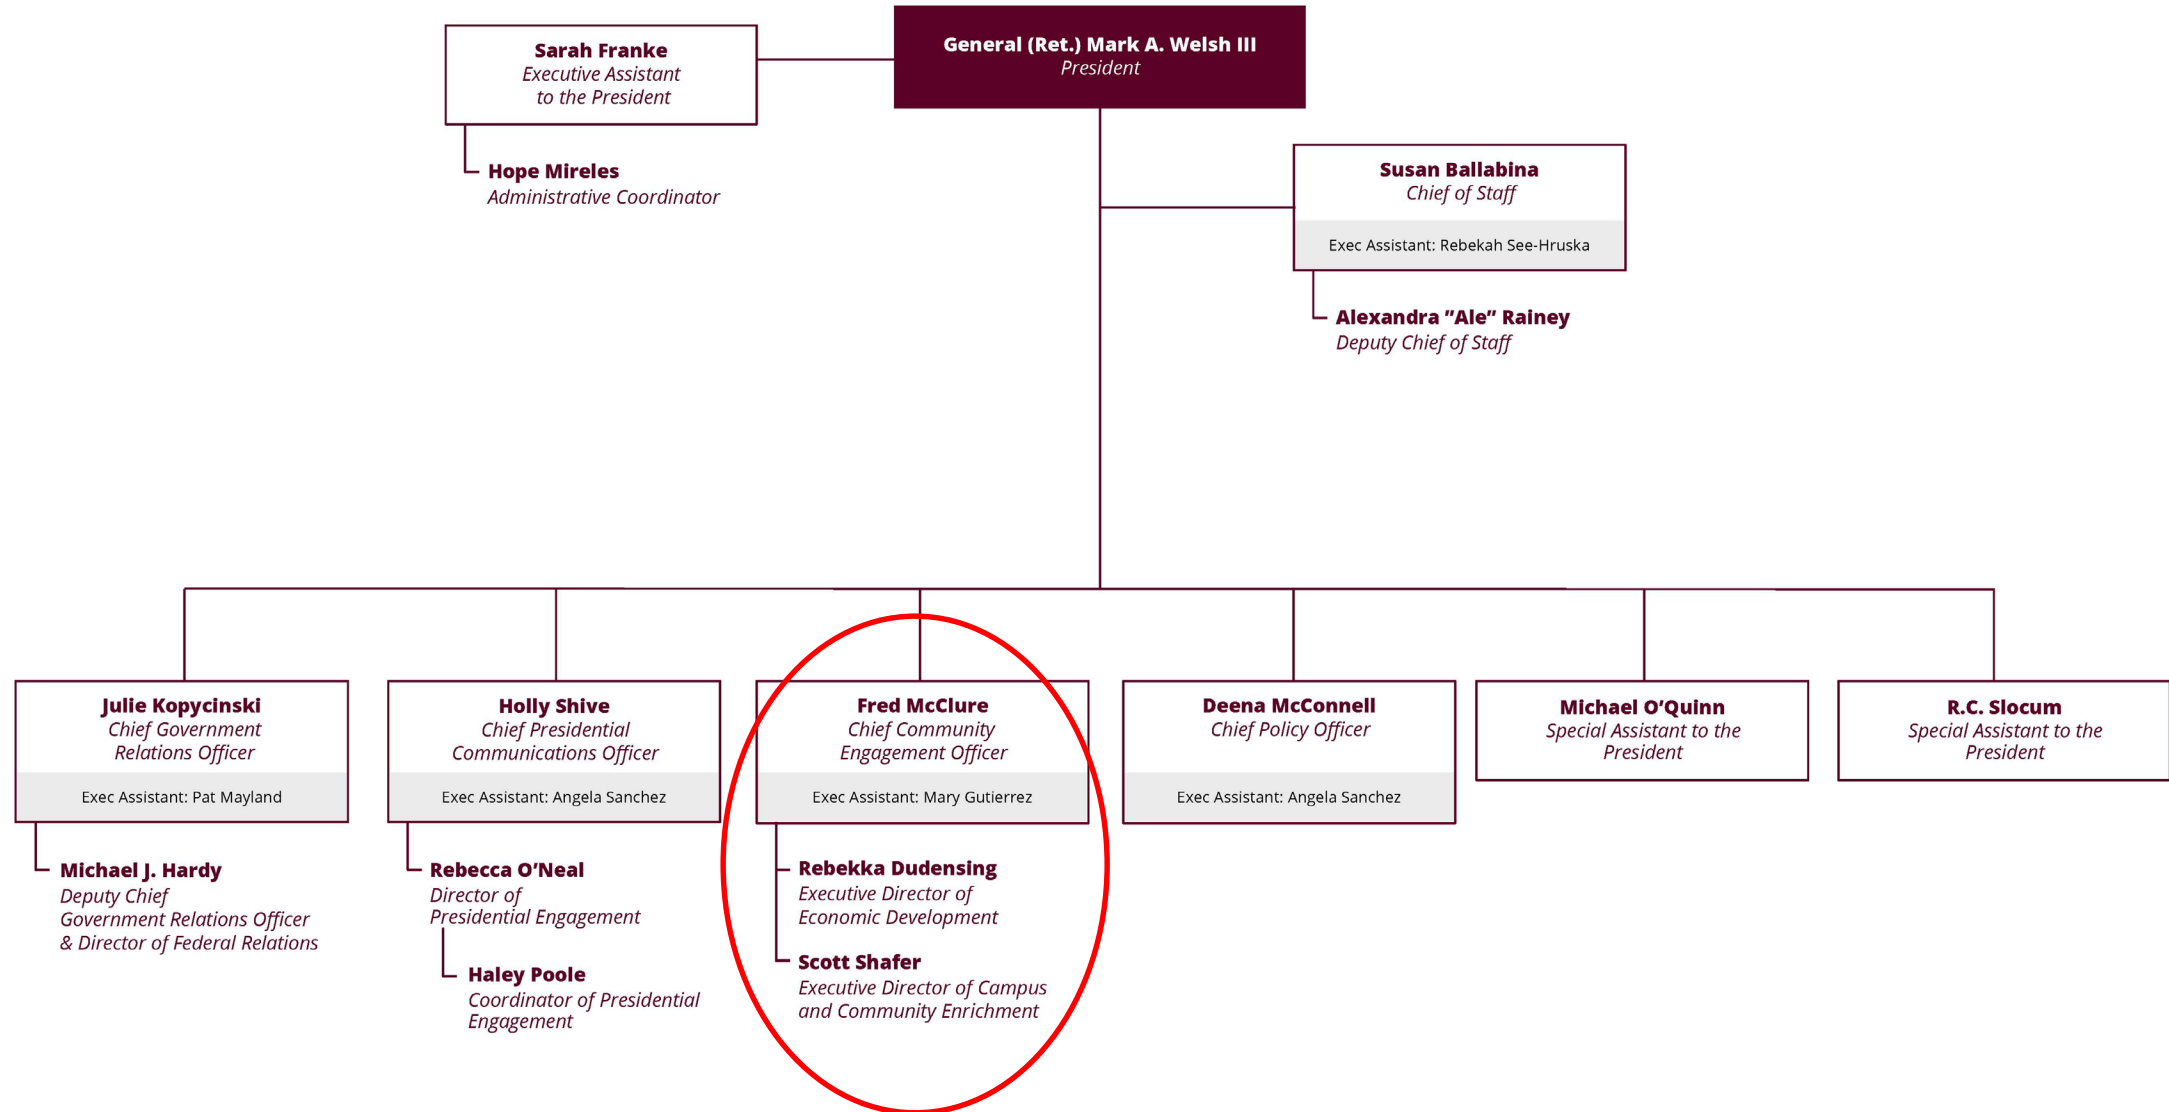 Sarah Franke
Executive Assistant
to the President
General (Ret.) Mark A. Welsh III
President
Hope Mireles
Administrative Coordinator
Susan Ballabina
Chief of Staff
Exec Assistant: Rebekah See-Hruska
Alexandra ”Ale” Rainey
Deputy Chief of Staff
Julie Kopycinski
Chief Government
Relations Officer
Exec Assistant: Pat Mayland
Michael J. Hardy
Deputy Chief
Government Relations Officer
& Director of Federal Relations
Holly Shive
Chief Presidential
Communications Officer
Exec Assistant: Angela Sanchez
Rebecca O’Neal
Director of
Presidential Engagement
Haley Poole
Coordinator of Presidential
Engagement
Fred McClure
Chief Community
Engagement Officer
Exec Assistant: Mary Gutierrez
Rebekka Dudensing
Executive Director of
Economic Development
Scott Shafer
Executive Director of Campus
and Community Enrichment
Deena McConnell
Chief Policy Officer
Exec Assistant: Angela Sanchez
Michael O’Quinn
Special Assistant to the
President
R.C. Slocum
Special Assistant to the
President